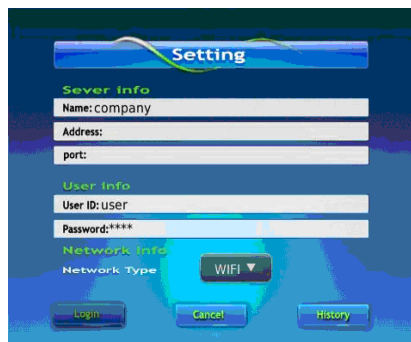 Setting
Sever info
Name: company
Address:
port:
User info
User ID: user
Password:****
Network Info
Network Type WIFI ▼
Login Cancel History